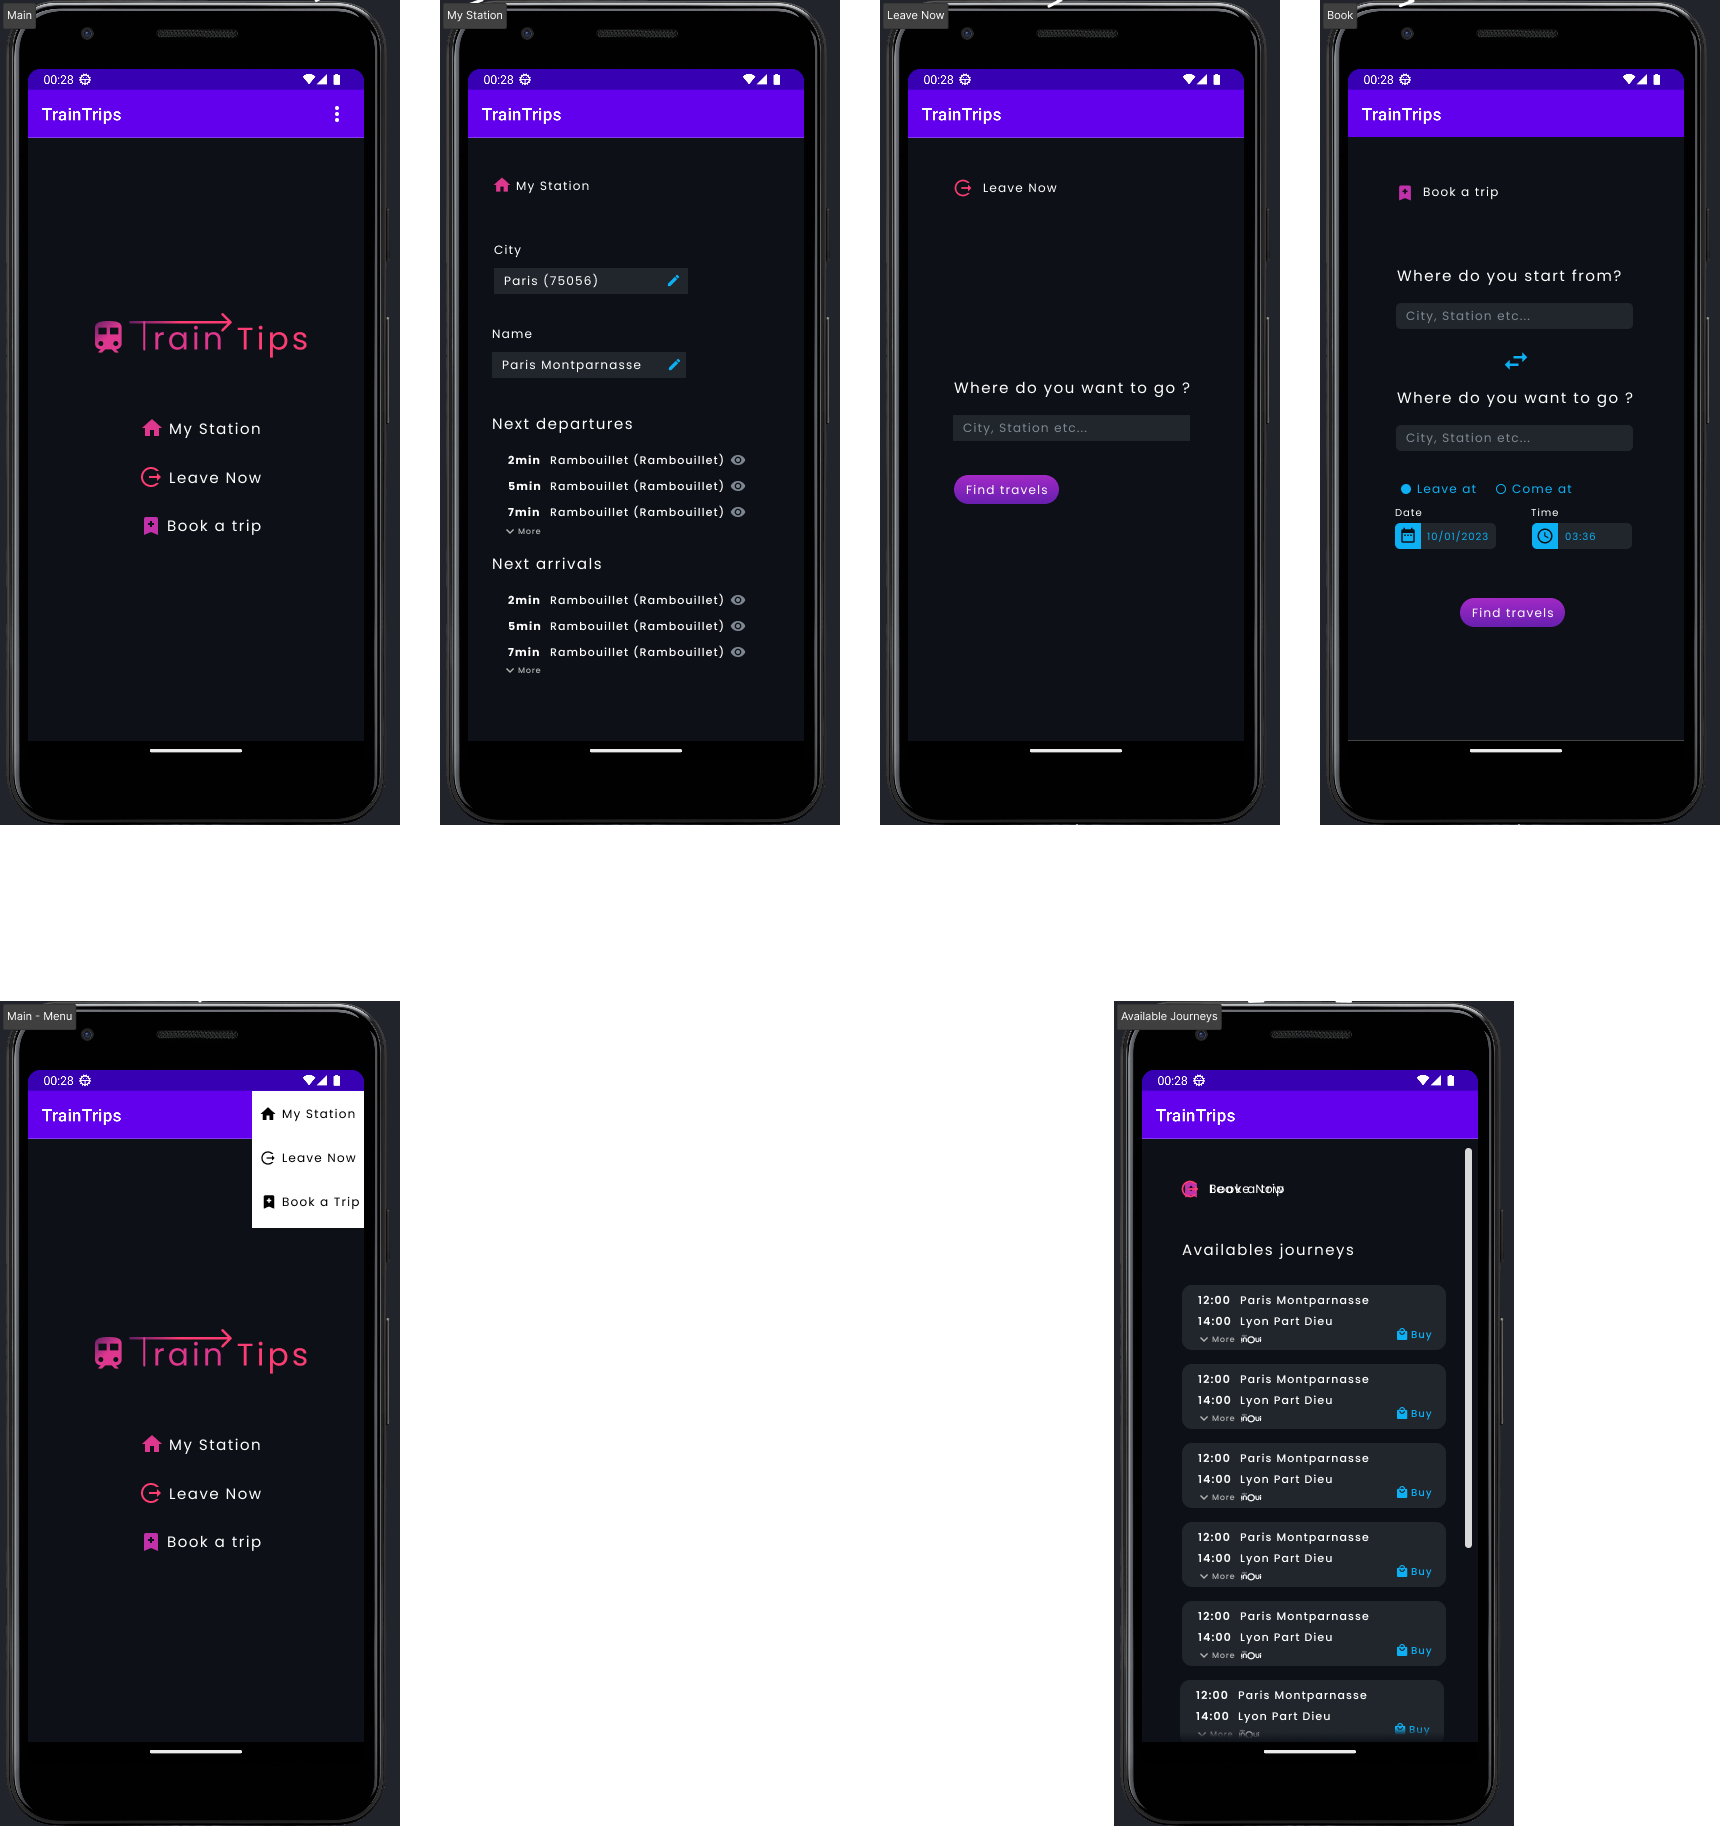 Main
00:28
TrainTrips
Train Tips
My Station
Leave Now
Book a trip
My Station
00:28
TrainTrips
My Station
City
Paris (75056)
Name
Paris Montparnasse
Next departures
2min Rambouillet (Rambouillet)
5min Rambouillet (Rambouillet)
7min Rambouillet (Rambouillet)
More
Next arrivals
2min Rambouillet (Rambouillet)
5min Rambouillet (Rambouillet)
7min Rambouillet (Rambouillet)
More
Leave Now
00:28
TrainTrips
Leave Now
Where do you want to go ?
City, Station etc...
Find travels
Book
00:28
TrainTrips
Book a trip
Where do you start from?
City, Station etc...
Where do you want to go ?
City, Station etc...
Leave at Come at
Date Time
10/01/2023 03:36
Find travels
Main - Menu
00:28
TrainTrips
My Station
Leave Now
Book a Trip
Train Tips
My Station
Leave Now
Book a trip
Available Journeys
00:28
TrainTrips
Availables journeys
12:00 Paris Montparnasse
14:00 Lyon Part Dieu
More inOui Buy
12:00 Paris Montparnasse
14:00 Lyon Part Dieu
More inOui Buy
12:00 Paris Montparnasse
14:00 Lyon Part Dieu
More inOui Buy
12:00 Paris Montparnasse
14:00 Lyon Part Dieu
More inOui Buy
12:00 Paris Montparnasse
14:00 Lyon Part Dieu
More inOui Buy
12:00 Paris Montparnasse
14:00 Lyon Part Dieu
More inOui Buy